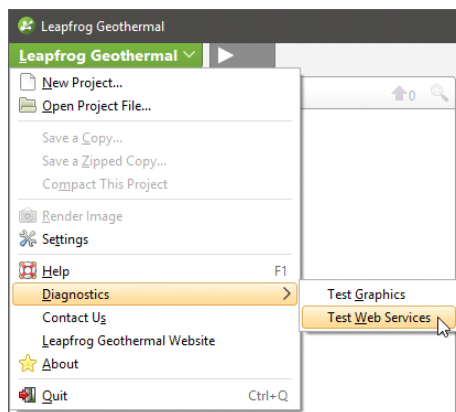 Leapfrog Geothermal
Leapfrog Geothermal
New Project...
Open Project File...
0
Save a Copy...
Save a Zipped Copy...
Compact This Project
Render Image
Settings
Help F1
Diagnostics
Test Graphics
Contact Us
Test Web Services
Leapfrog Geothermal Website
About
Quit Ctrl+Q